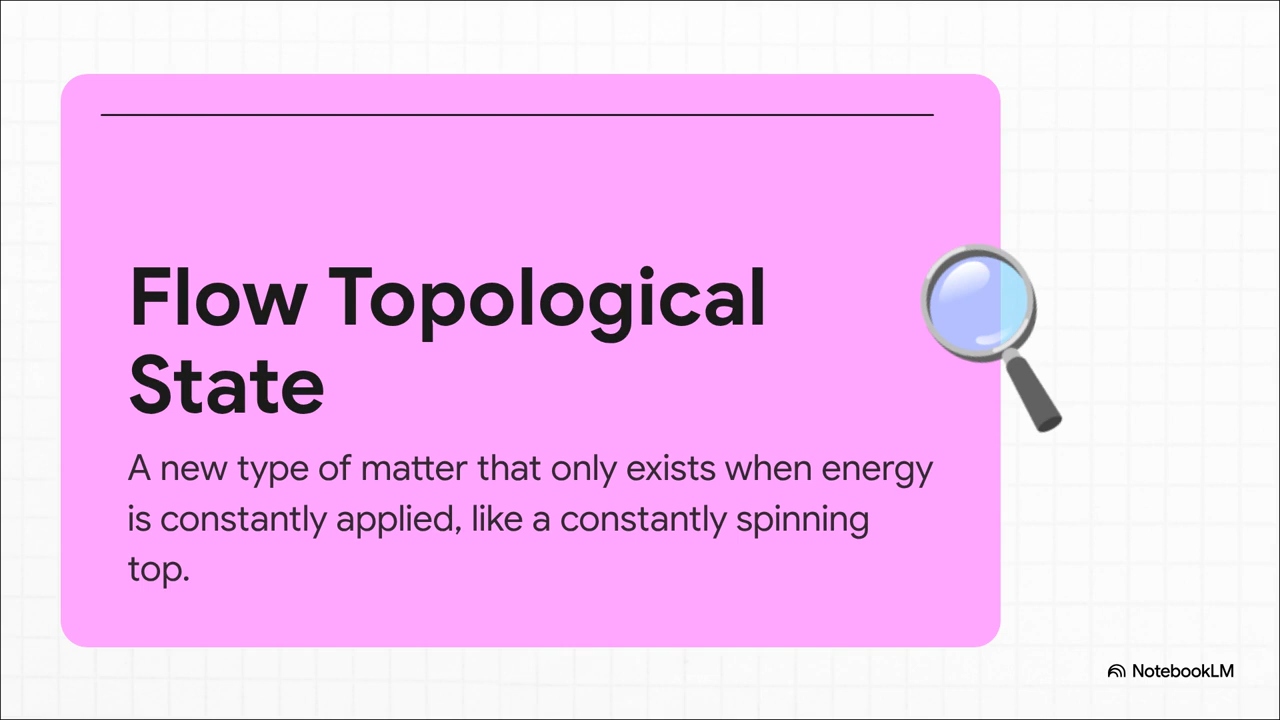 Flow Topological
State
A new type of matter that only exists when energy
is constantly applied, like a constantly spinning
top.
NotebookLM